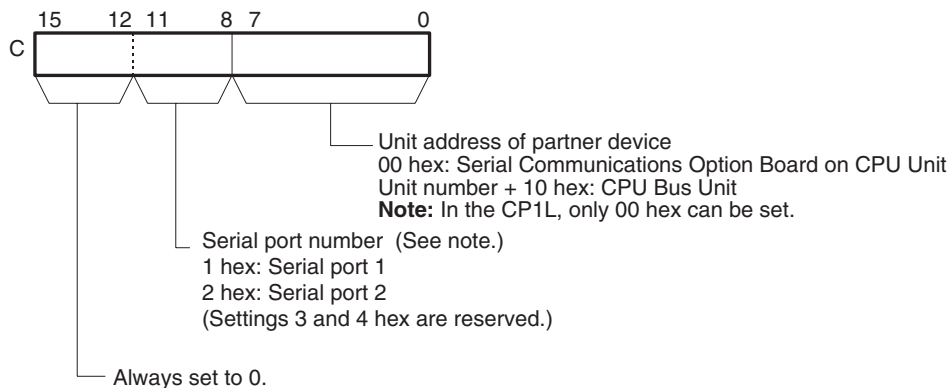 15 12 11 8 7 0
C
Unit address of partner device
00 hex: Serial Communications Option Board on CPU Unit
Unit number + 10 hex: CPU Bus Unit
Note: In the CP1L, only 00 hex can be set.
Serial port number (See note.)
1 hex: Serial port 1
2 hex: Serial port 2
(Settings 3 and 4 hex are reserved.)
Always set to 0.